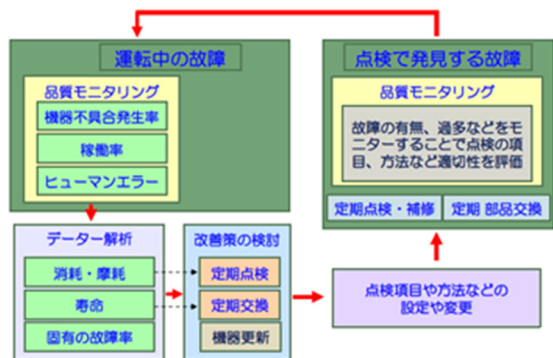 運転中の故障
品質モニタリング
機器不具合発生率
稼働率
ヒューマンエラー
データー解析
消耗・摩耗
寿命
固有の故障率
改善策の検討
定期点検
定期交換
機器更新
点検項目や方法などの
設定や変更
点検で発見する故障
品質モニタリング
故障の有無、過多などをモ
ニターすることで点検の項
目、方法など適切性を評価
定期点検・補修
定期 部品交換